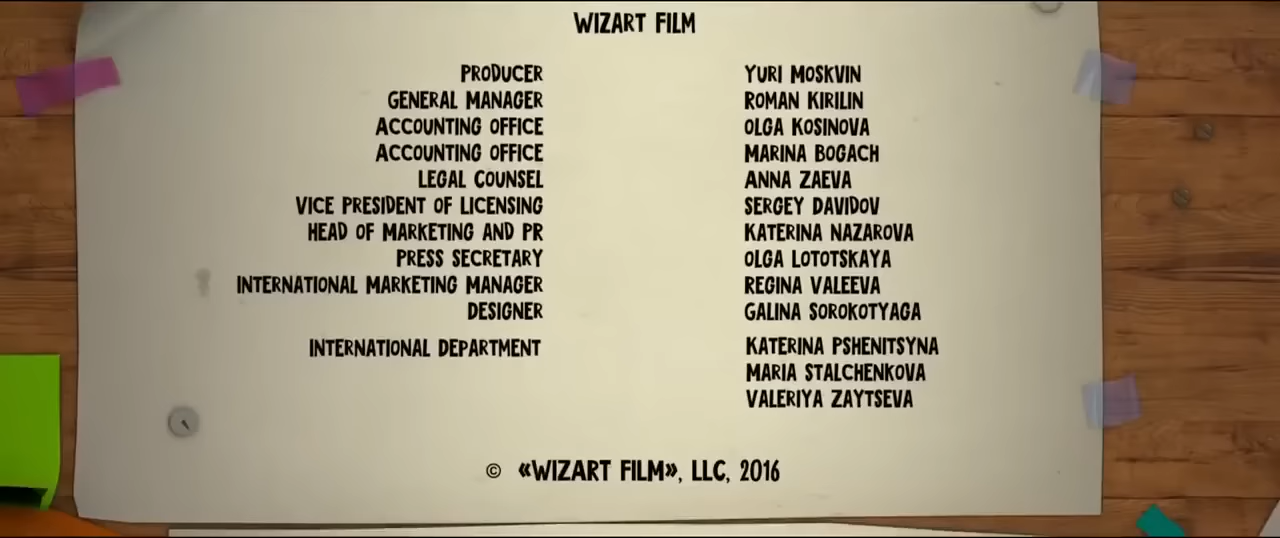 WIZART FILM
PRODUCER YURI MOSKVIN
GENERAL MANAGER ROMAN KIRILIN
ACCOUNTING OFFICE OLGA KOSINOVA
ACCOUNTING OFFICE MARINA BOGACH
LEGAL COUNSEL ANNA ZAEVA
VICE PRESIDENT OF LICENSING SERGEY DAVIDOV
HEAD OF MARKETING AND PR KATERINA NAZAROVA
PRESS SECRETARY OLGA LOTOTSKAYA
INTERNATIONAL MARKETING MANAGER REGINA VALEEVA
DESIGNER GALINA SOROKOTYAGA
INTERNATIONAL DEPARTMENT KATERINA PSHENITSYNA
MARIA STALCHENKOVA
VALERIYA ZAYTSEVA
© «WIZART FILM», LLC, 2016